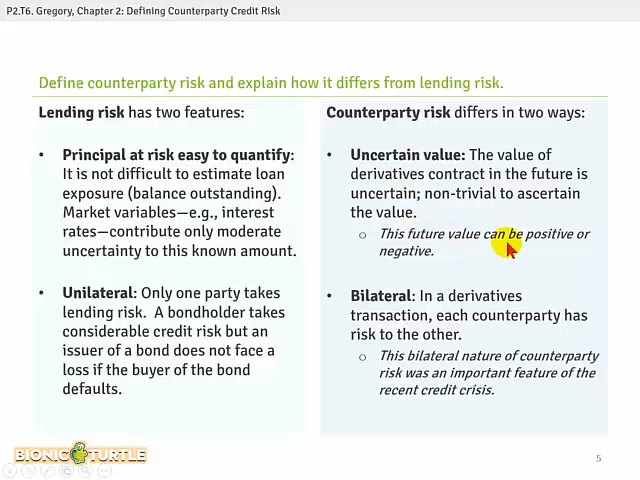 P2.T6. Gregory, Chapter 2: Defining Counterparty Credit Risk
Define counterparty risk and explain how it differs from lending risk.
Lending risk has two features:
• Principal at risk easy to quantify:
It is not difficult to estimate loan
exposure (balance outstanding).
Market variables—e.g., interest
rates—contribute only moderate
uncertainty to this known amount.
• Unilateral: Only one party takes
lending risk. A bondholder takes
considerable credit risk but an
issuer of a bond does not face a
loss if the buyer of the bond
defaults.
Counterparty risk differs in two ways:
• Uncertain value: The value of
derivatives contract in the future is
uncertain; non-trivial to ascertain
the value.
o This future value can be positive or
negative.
• Bilateral: In a derivatives
transaction, each counterparty has
risk to the other.
o This bilateral nature of counterparty
risk was an important feature of the
recent credit crisis.
BIONIC TURTLE
5